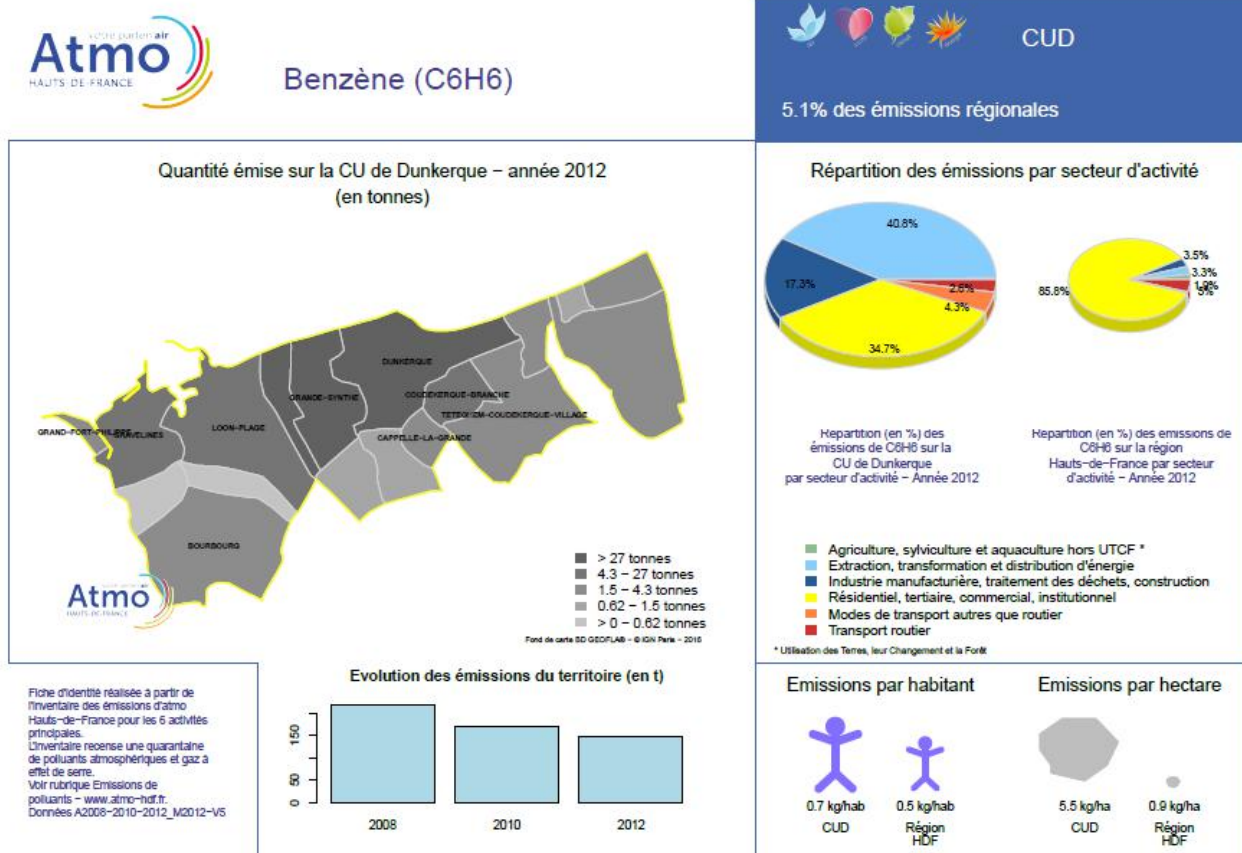 votre parten'air
Atmo
HAUTS-DE-FRANCE
Benzène (C6H6)
CUD
5.1% des émissions régionales
Quantité émise sur la CU de Dunkerque – année 2012
(en tonnes)
DUNKERQUE
GRANDE-SYNTHE
COUDEKERQUE-BRANCHE
TETEGHEM-COUDEKERQUE-VILLAGE
LOON-PLAGE
GRAND-FORT-PHILIPPE
GRAVELINES
CAPPELLE-LA-GRANDE
BOURBOURG
Atmo
HAUTS-DE-FRANCE
> 27 tonnes
4.3 – 27 tonnes
1.5 – 4.3 tonnes
0.62 – 1.5 tonnes
> 0 – 0.62 tonnes
Fond de carte BD GEOFLA® – © IGN Paris – 2016
Répartition des émissions par secteur d'activité
40.8%
17.3%
2.6%
4.3%
34.7%
3.5%
3.3%
85.8%
Repartition (en %) des
émissions de C6H6 sur la
CU de Dunkerque
par secteur d'activité – Année 2012
Repartition (en %) des emissions de
C6H6 sur la région
Hauts-de-France par secteur
d'activité – Année 2012
Agriculture, sylviculture et aquaculture hors UTCF *
Extraction, transformation et distribution d'énergie
Industrie manufacturière, traitement des déchets, construction
Résidentiel, tertiaire, commercial, institutionnel
Modes de transport autres que routier
Transport routier
* Utilisation des Terres, leur Changement et la Forêt
Fiche d'identité réalisée à partir de
l'inventaire des émissions d'atmo
Hauts-de-France pour les 6 activités
principales.
L'inventaire recense une quarantaine
de polluants atmosphériques et gaz à
effet de serre.
Voir rubrique Emissions de
polluants – www.atmo-hdf.fr.
Données A2008-2010-2012_M2012-V5
Evolution des émissions du territoire (en t)
150
50
0
2008
2010
2012
Emissions par habitant
0.7 kg/hab
0.5 kg/hab
CUD
Région
HDF
Emissions par hectare
5.5 kg/ha
0.9 kg/ha
CUD
Région
HDF